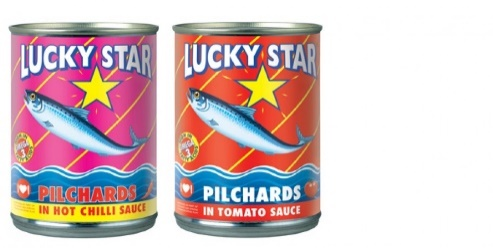 LUCKY STAR
PILCHARDS
IN HOT CHILLI SAUCE
LUCKY STAR
PILCHARDS
IN TOMATO SAUCE